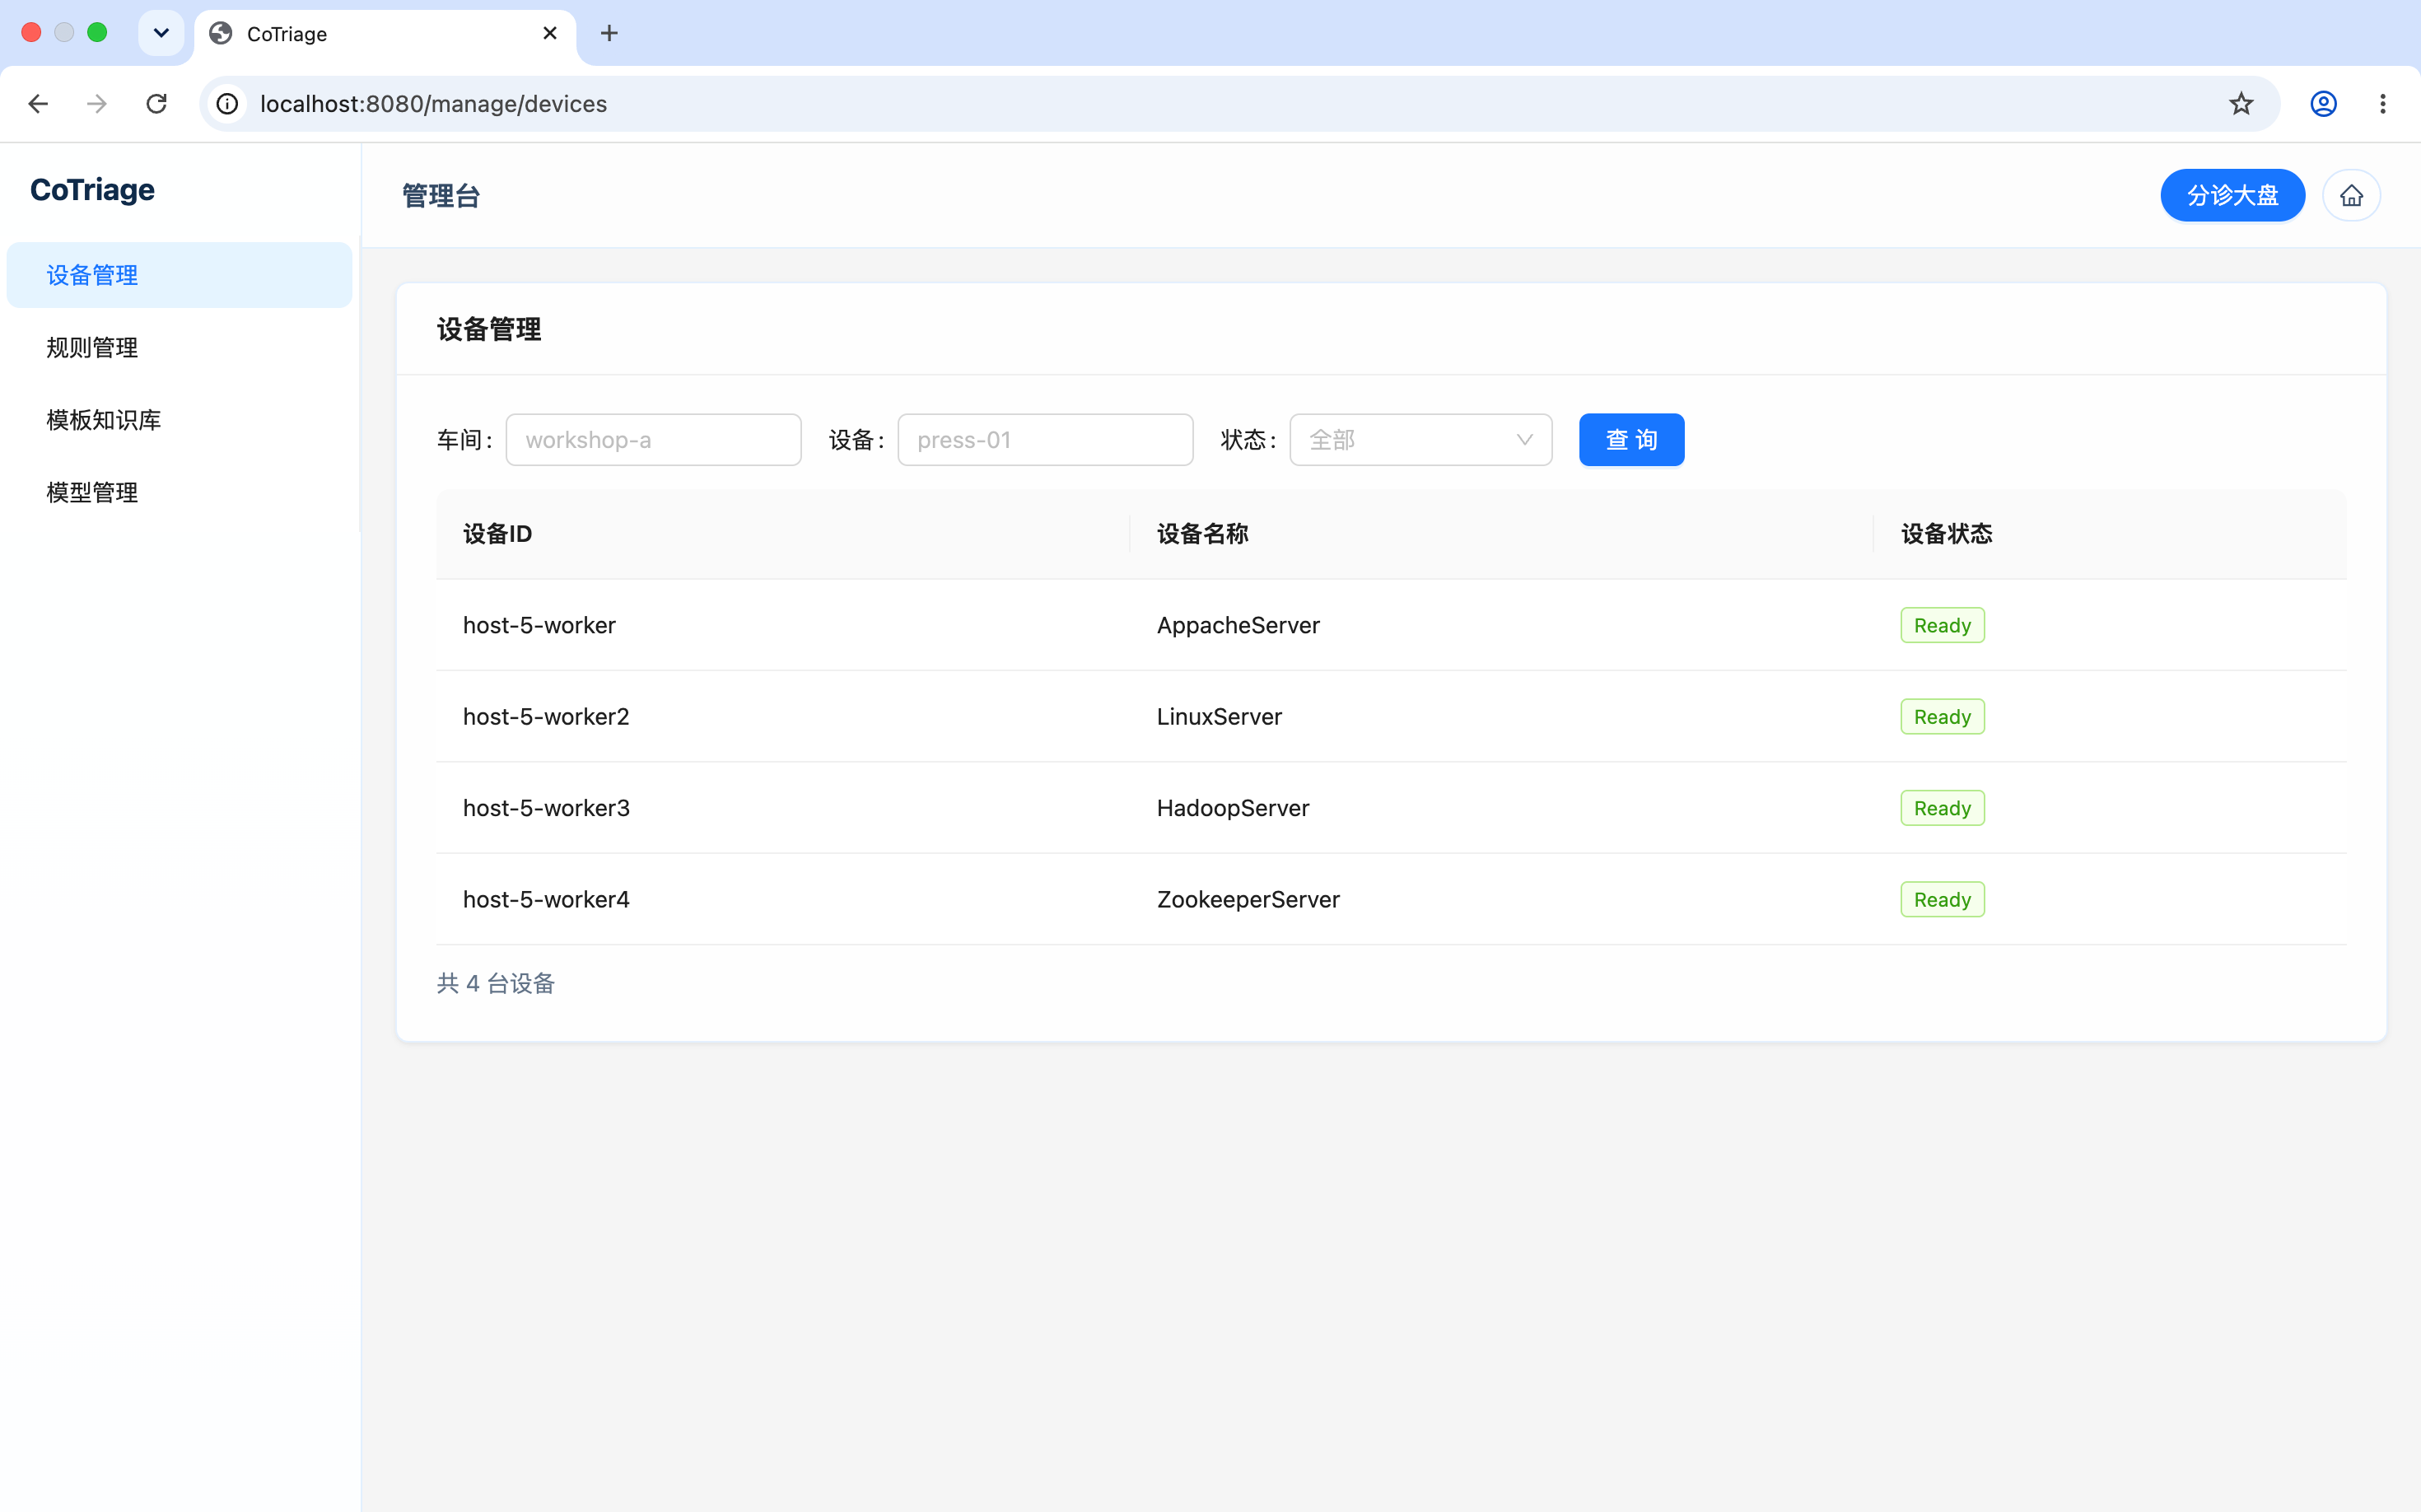 CoTriage
localhost:8080/manage/devices
CoTriage
管理台
分诊大盘
设备管理
规则管理
模板知识库
模型管理
设备管理
车间: workshop-a 设备: press-01 状态: 全部 查 询
设备ID 设备名称 设备状态
host-5-worker AppacheServer Ready
host-5-worker2 LinuxServer Ready
host-5-worker3 HadoopServer Ready
host-5-worker4 ZookeeperServer Ready
共 4 台设备